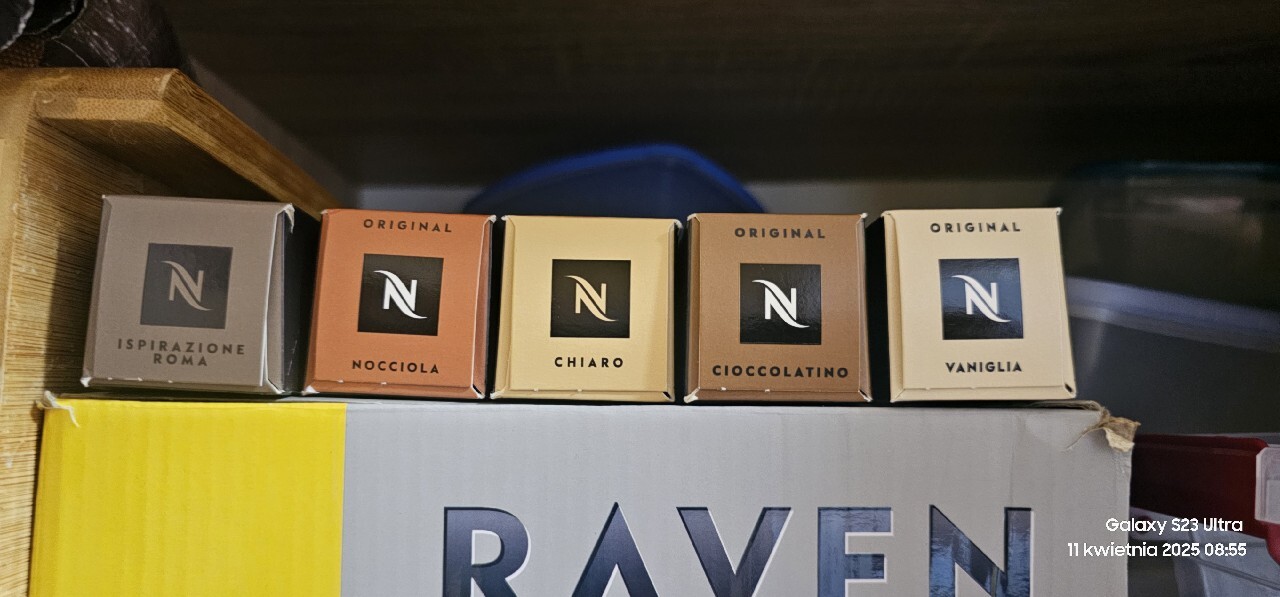 ISPIRAZIONE
ROMA
ORIGINAL
NOCCIOLA
CHIARO
ORIGINAL
CIOCCOLATINO
ORIGINAL
VANIGLIA
RAVEN
Galaxy S23 Ultra
11 kwietnia 2025 08:55